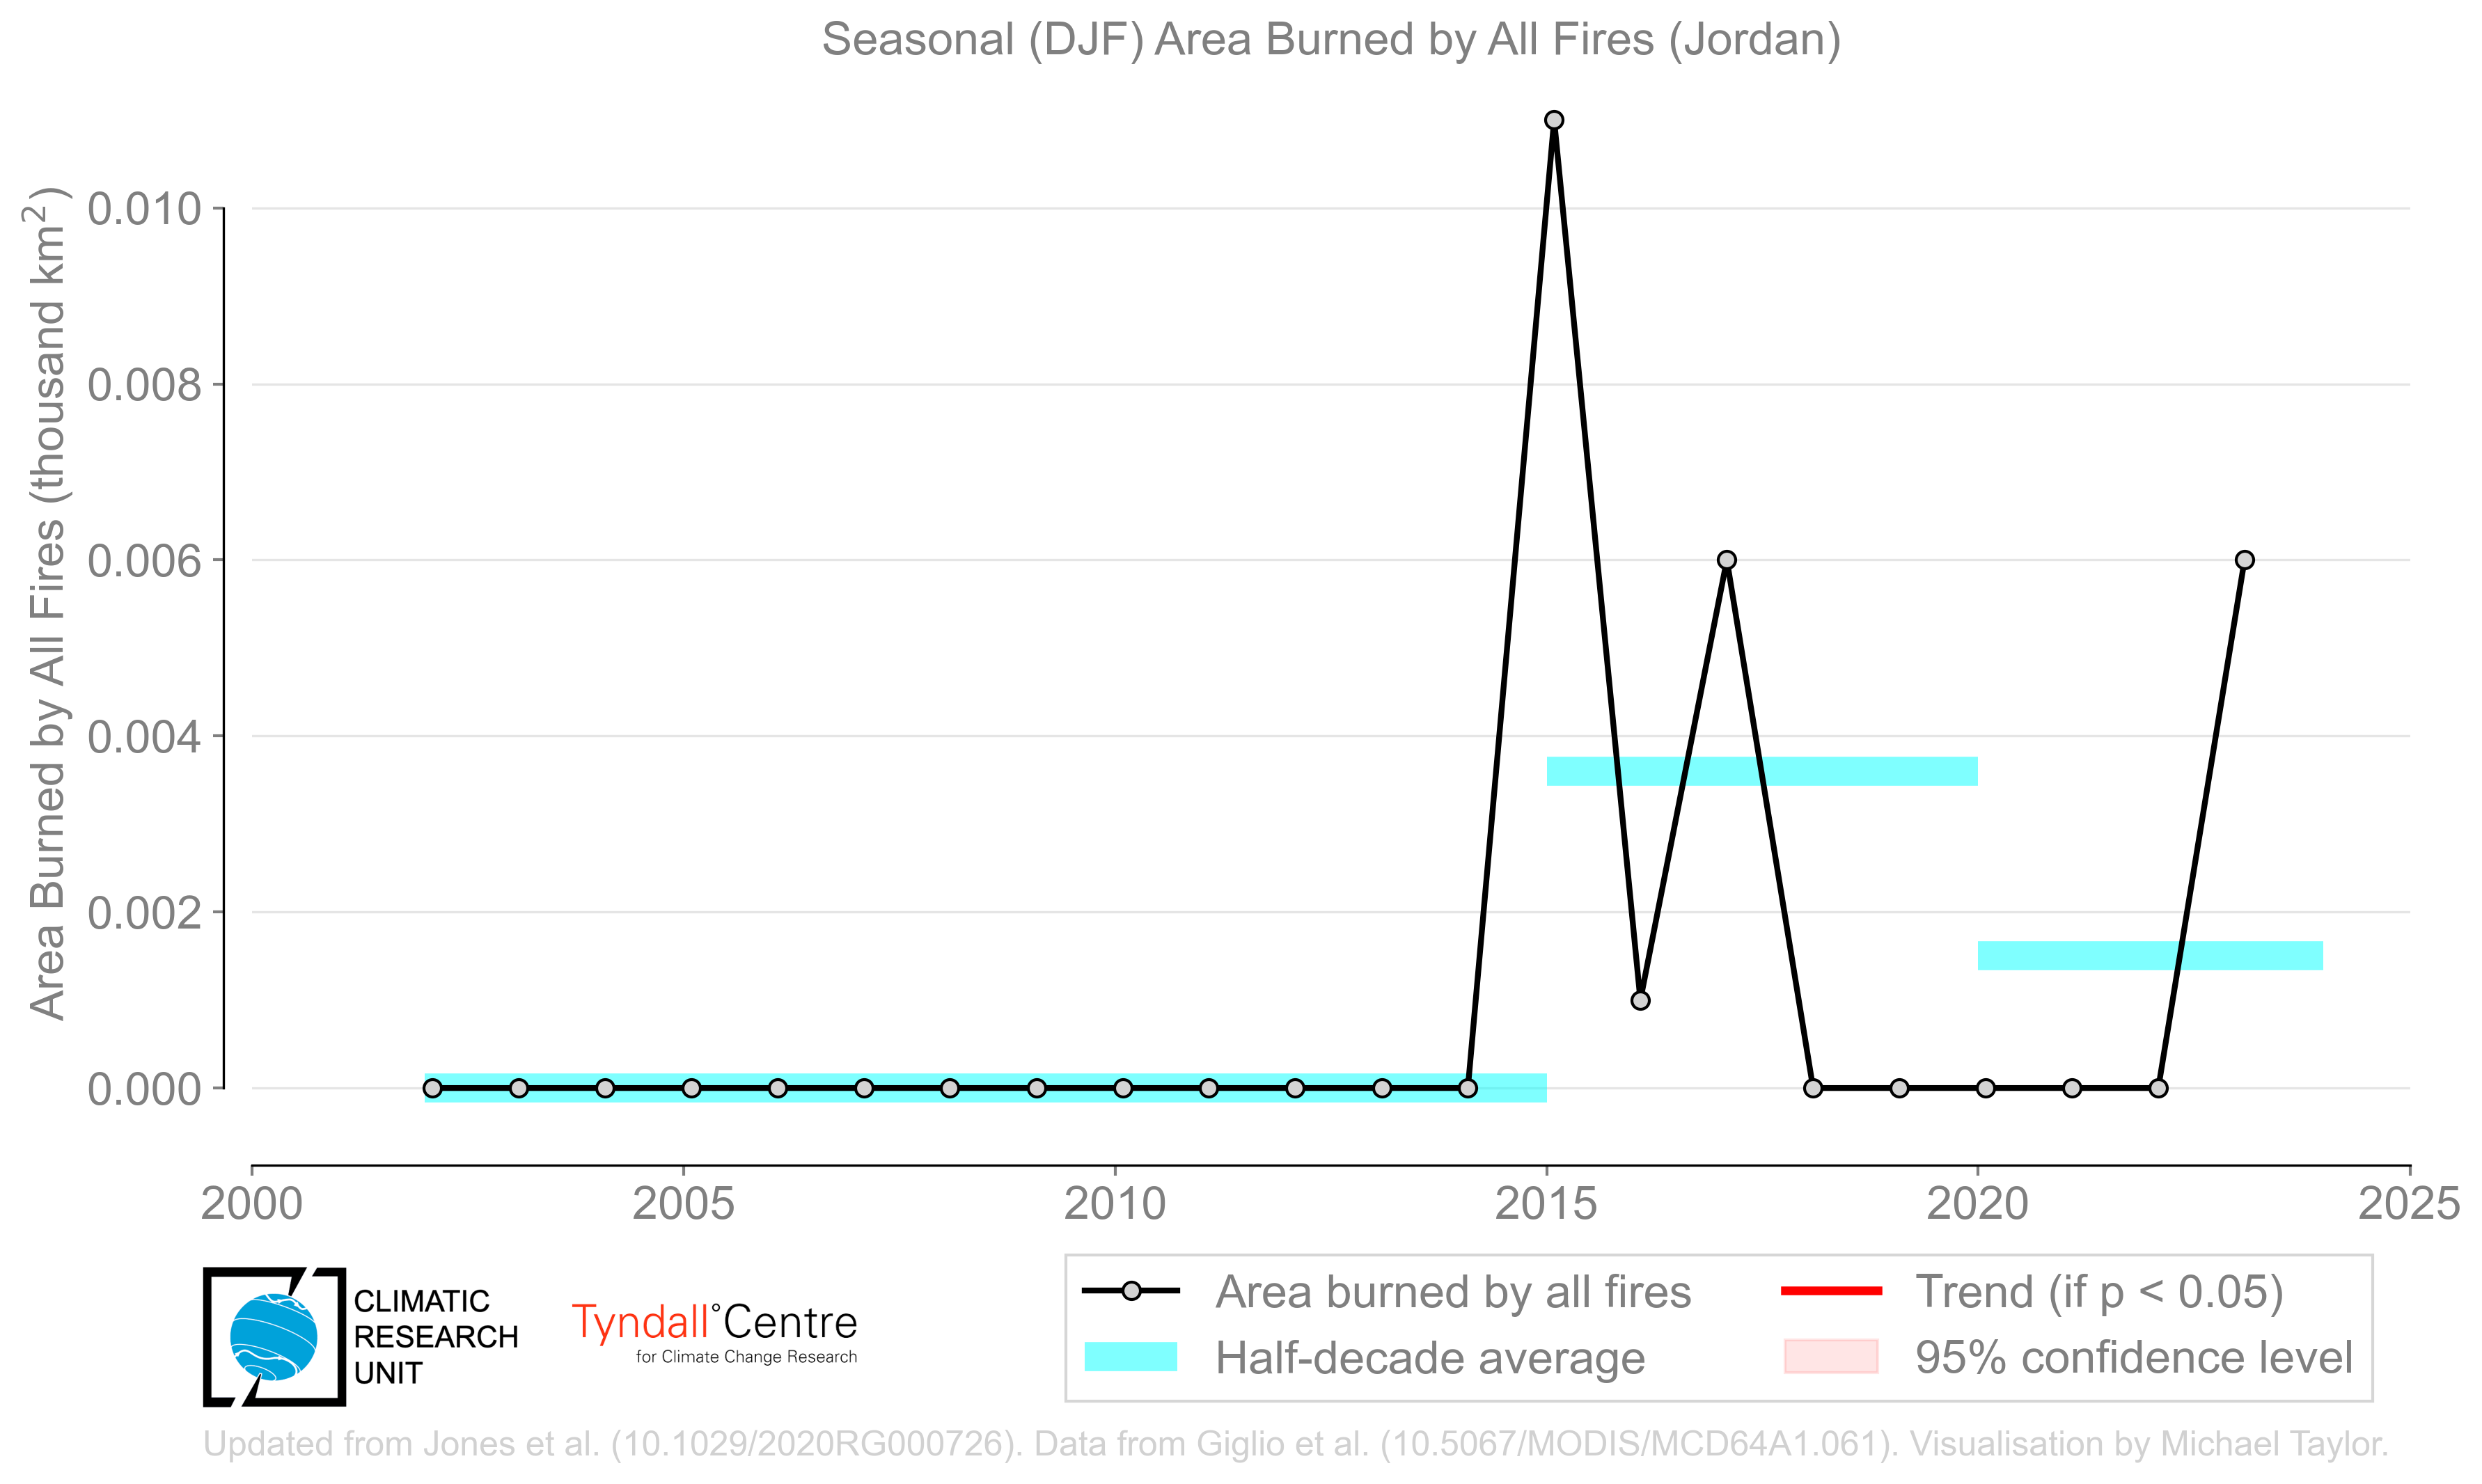 Seasonal (DJF) Area Burned by All Fires (Jordan)
Area Burned by All Fires (thousand km²)
0.010
0.008
0.006
0.004
0.002
0.000
2000 2005 2010 2015 2020 2025
CLIMATIC
RESEARCH
UNIT
Tyndall°Centre
for Climate Change Research
Area burned by all fires
Half-decade average
Trend (if p < 0.05)
95% confidence level
Updated from Jones et al. (10.1029/2020RG000726). Data from Giglio et al. (10.5067/MODIS/MCD64A1.061). Visualisation by Michael Taylor.